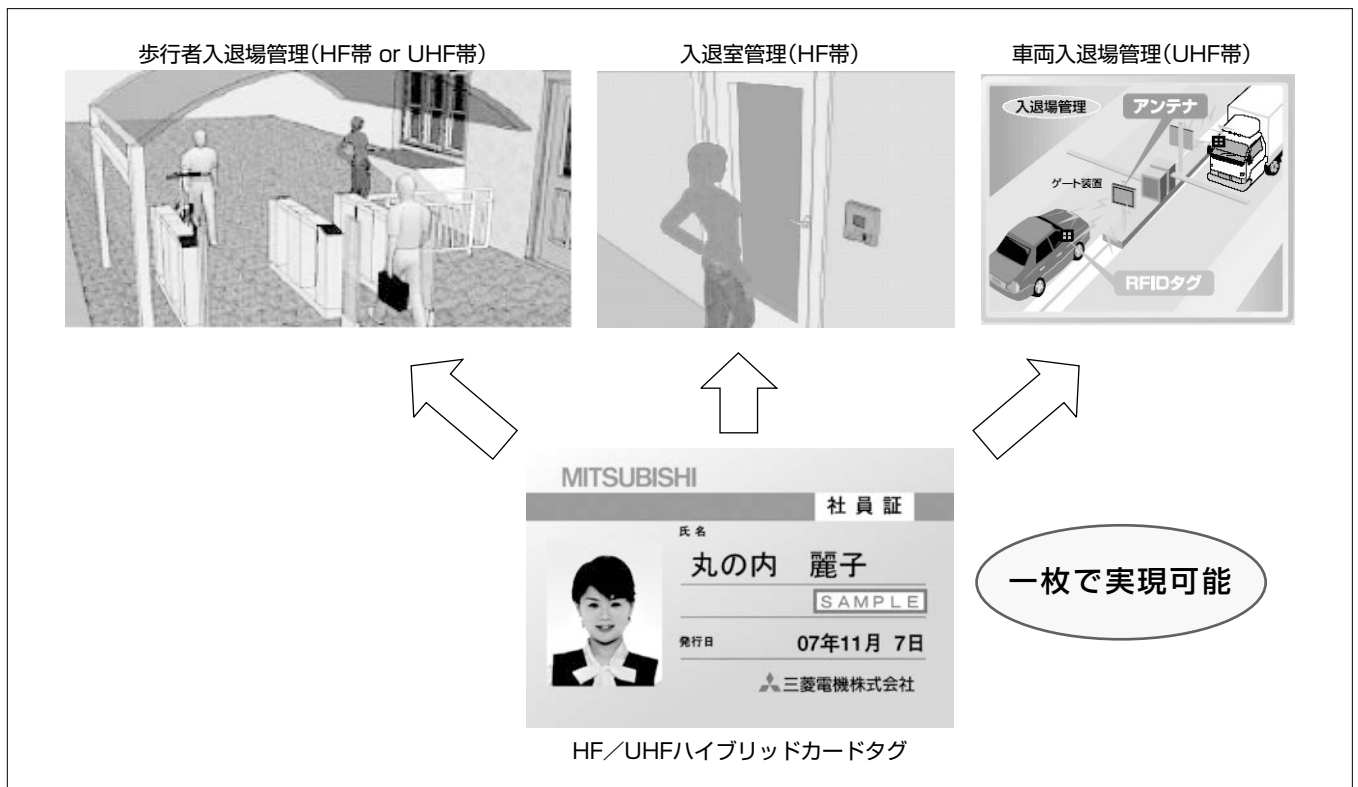 歩行者入退場管理(HF帯 or UHF帯)
入退室管理(HF帯)
車両入退場管理(UHF帯)
入退場管理
アンテナ
ゲート装置
RFIDタグ
MITSUBISHI
社員証
氏名
丸の内 麗子
SAMPLE
発行日 07年11月 7日
三菱電機株式会社
一枚で実現可能
HF/UHFハイブリッドカードタグ